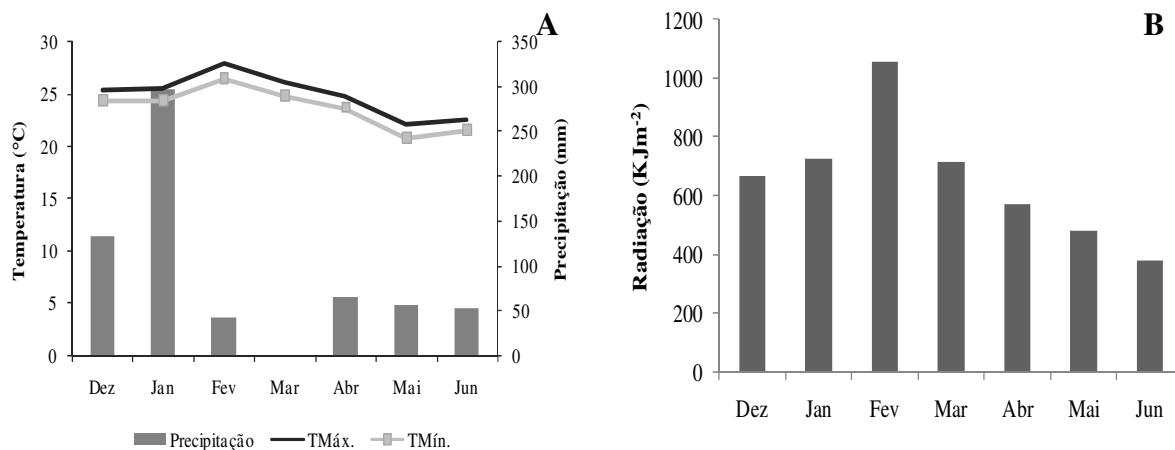 A
Temperatura (°C)
30
25
20
15
10
5
0
Precipitação (mm)
350
300
250
200
150
100
50
0
Dez Jan Fev Mar Abr Mai Jun
Precipitação TMáx. TMín.
B
Radiação (KJm-2)
1200
1000
800
600
400
200
0
Dez Jan Fev Mar Abr Mai Jun